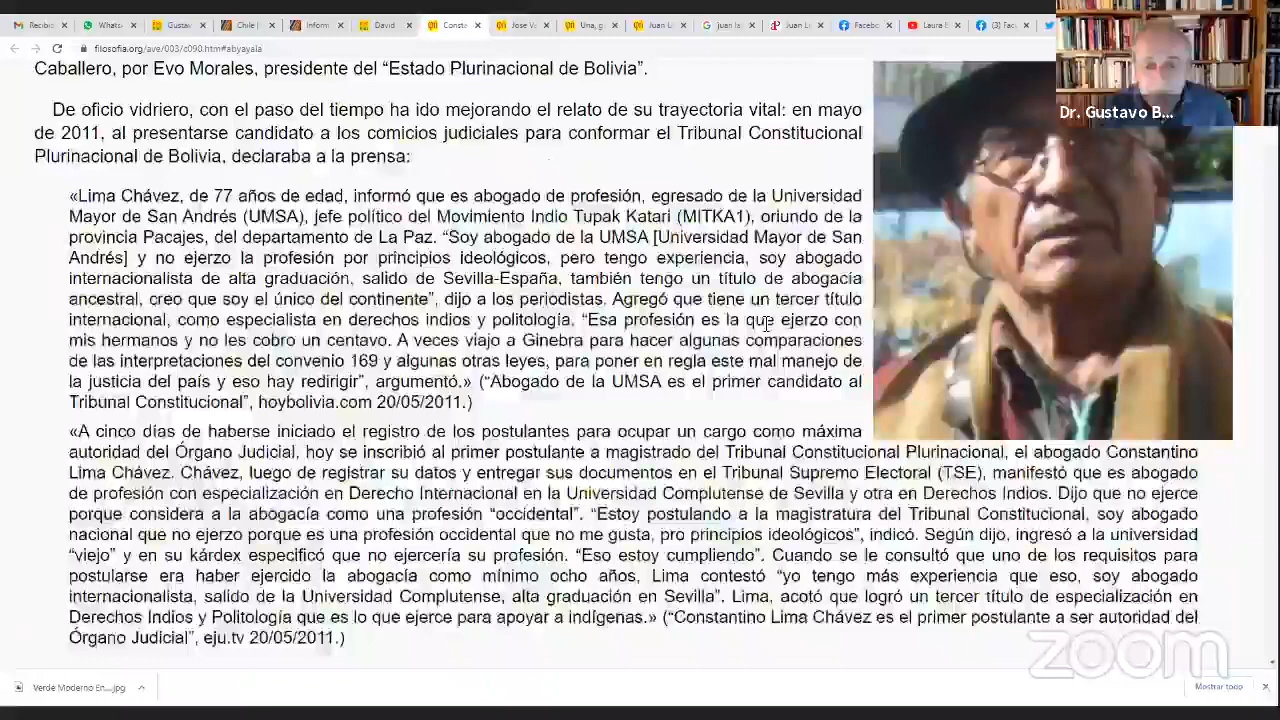 Recibid
Whats
Gustav
Chile |
Inform
David
Consta
Jose Va
Una, g
Juan U
juan la
Juan L
Facebo
Laura
(3) Fac
filosofia.org/ave/003/c098.htm#abyayala
Caballero, por Evo Morales, presidente del “Estado Plurinacional de Bolivia”.
De oficio vidriero, con el paso del tiempo ha ido mejorando el relato de su trayectoria vital: en mayo
de 2011, al presentarse candidato a los comicios judiciales para conformar el Tribunal Constitucional
Plurinacional de Bolivia, declaraba a la prensa:
«Lima Chávez, de 77 años de edad, informó que es abogado de profesión, egresado de la Universidad
Mayor de San Andrés (UMSA), jefe político del Movimiento Indio Tupak Katari (MITKA1), oriundo de la
provincia Pacajes, del departamento de La Paz. “Soy abogado de la UMSA [Universidad Mayor de San
Andrés] y no ejerzo la profesión por principios ideológicos, pero tengo experiencia, soy abogado
internacionalista de alta graduación, salido de Sevilla-España, también tengo un título de abogacía
ancestral, creo que soy el único del continente”, dijo a los periodistas. Agregó que tiene un tercer título
internacional, como especialista en derechos indios y politología. “Esa profesión es la que ejerzo con
mis hermanos y no les cobro un centavo. A veces viajo a Ginebra para hacer algunas comparaciones
de las interpretaciones del convenio 169 y algunas otras leyes, para poner en regla este mal manejo de
la justicia del país y eso hay redirigir”, argumentó.» (“Abogado de la UMSA es el primer candidato al
Tribunal Constitucional”, hoybolivia.com 20/05/2011.)
«A cinco días de haberse iniciado el registro de los postulantes para ocupar un cargo como máxima
autoridad del Órgano Judicial, hoy se inscribió al primer postulante a magistrado del Tribunal Constitucional Plurinacional, el abogado Constantino
Lima Chávez. Chávez, luego de registrar su datos y entregar sus documentos en el Tribunal Supremo Electoral (TSE), manifestó que es abogado
de profesión con especialización en Derecho Internacional en la Universidad Complutense de Sevilla y otra en Derechos Indios. Dijo que no ejerce
porque considera a la abogacía como una profesión “occidental”. “Estoy postulando a la magistratura del Tribunal Constitucional, soy abogado
nacional que no ejerzo porque es una profesión occidental que no me gusta, pro principios ideológicos”, indicó. Según dijo, ingresó a la universidad
“viejo” y en su kárdex especificó que no ejercería su profesión. “Eso estoy cumpliendo”. Cuando se le consultó que uno de los requisitos para
postularse era haber ejercido la abogacía como mínimo ocho años, Lima contestó “yo tengo más experiencia que eso, soy abogado
internacionalista, salido de la Universidad Complutense, alta graduación en Sevilla”. Lima, acotó que logró un tercer título de especialización en
Derechos Indios y Politología que es lo que ejerce para apoyar a indígenas.» (“Constantino Lima Chávez es el primer postulante a ser autoridad del
Órgano Judicial”, eju.tv 20/05/2011.)
Dr. Gustavo B...
zoom
Verde Moderno En....jpg
Mostrar todo